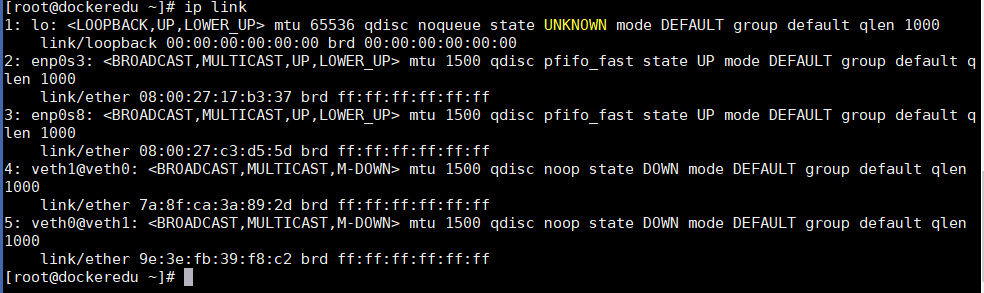 [root@dockeredu ~]# ip link
1: lo: <LOOPBACK,UP,LOWER_UP> mtu 65536 qdisc noqueue state UNKNOWN mode DEFAULT group default qlen 1000
    link/loopback 00:00:00:00:00:00 brd 00:00:00:00:00:00
2: enp0s3: <BROADCAST,MULTICAST,UP,LOWER_UP> mtu 1500 qdisc pfifo_fast state UP mode DEFAULT group default q
len 1000
    link/ether 08:00:27:17:b3:37 brd ff:ff:ff:ff:ff:ff
3: enp0s8: <BROADCAST,MULTICAST,UP,LOWER_UP> mtu 1500 qdisc pfifo_fast state UP mode DEFAULT group default q
len 1000
    link/ether 08:00:27:c3:d5:5d brd ff:ff:ff:ff:ff:ff
4: veth1@veth0: <BROADCAST,MULTICAST,M-DOWN> mtu 1500 qdisc noop state DOWN mode DEFAULT group default qlen
1000
    link/ether 7a:8f:ca:3a:89:2d brd ff:ff:ff:ff:ff:ff
5: veth0@veth1: <BROADCAST,MULTICAST,M-DOWN> mtu 1500 qdisc noop state DOWN mode DEFAULT group default qlen
1000
    link/ether 9e:3e:fb:39:f8:c2 brd ff:ff:ff:ff:ff:ff
[root@dockeredu ~]#